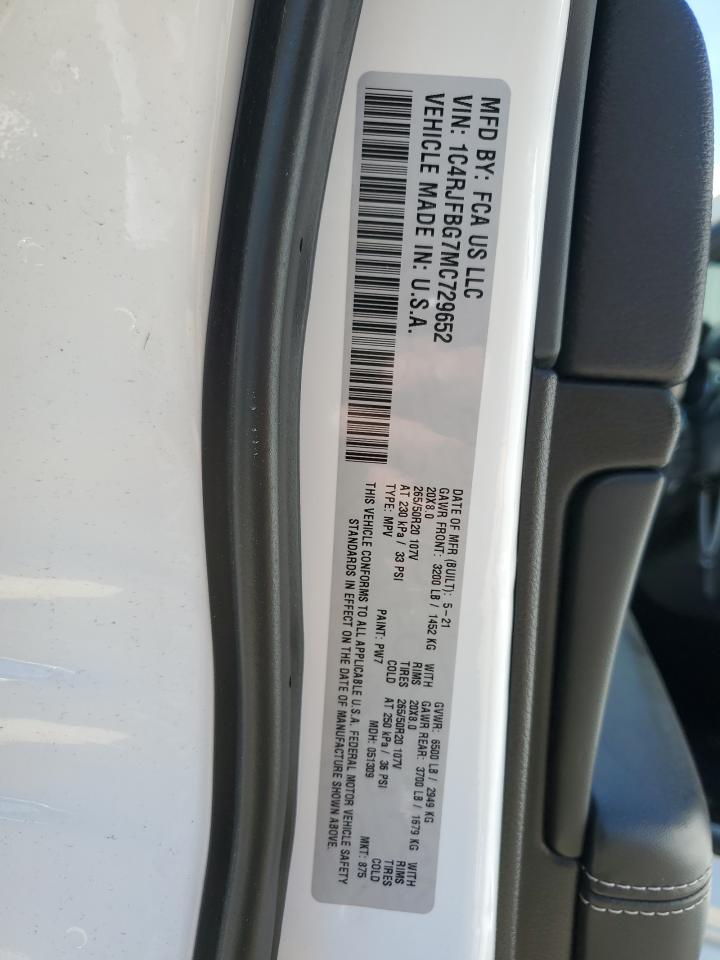 MFD BY: FCA US LLC
VIN: 1C4RJFBG7MC729652
VEHICLE MADE IN: U.S.A.
DATE OF MFR (BUILT): 5-21 GVWR: 6500 LB / 2949 KG
GAWR FRONT: 3200 LB / 1452 KG WITH GAWR REAR: 3700 LB / 1679 KG WITH
20X8.0 RIMS 20X8.0 RIMS
265/50R20 107V TIRES 265/50R20 107V TIRES
AT 230 kPa / 33 PSI COLD AT 250 kPa / 36 PSI COLD
TYPE: MPV PAINT: PW7 MDH: 051309 MKT: 875
THIS VEHICLE CONFORMS TO ALL APPLICABLE U.S.A. FEDERAL MOTOR VEHICLE SAFETY
STANDARDS IN EFFECT ON THE DATE OF MANUFACTURE SHOWN ABOVE.